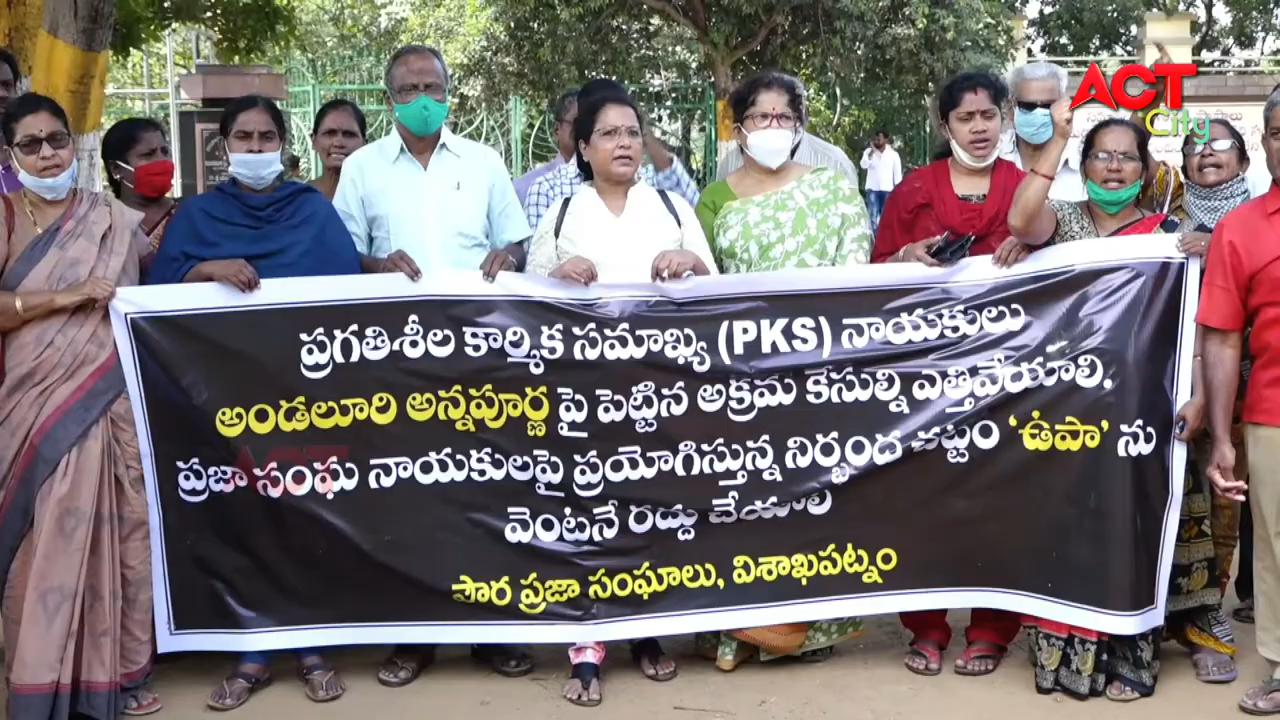 ACT
City
ప్రగతిశీల కార్మిక సమాఖ్య (PKS) నాయకులు
అండలూరి అన్నపూర్ణ పై పెట్టిన అక్రమ కేసుల్ని ఎత్తివేయాలి.
ప్రజా సంఘ నాయకులపై ప్రయోగిస్తున్న నిర్బంధ చట్టం 'ఉపా' ను
వెంటనే రద్దు చేయాలి
పౌర ప్రజా సంఘాలు, విశాఖపట్నం